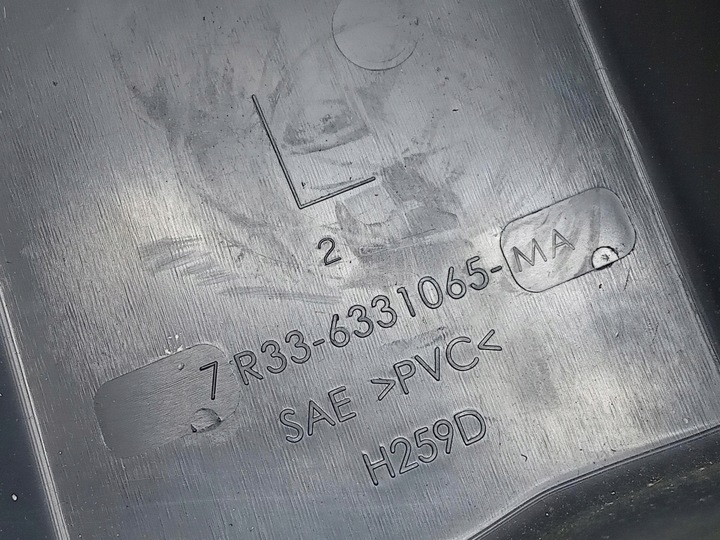 L
2
7R33-6331065-MA
SAE >PVC<
H259D